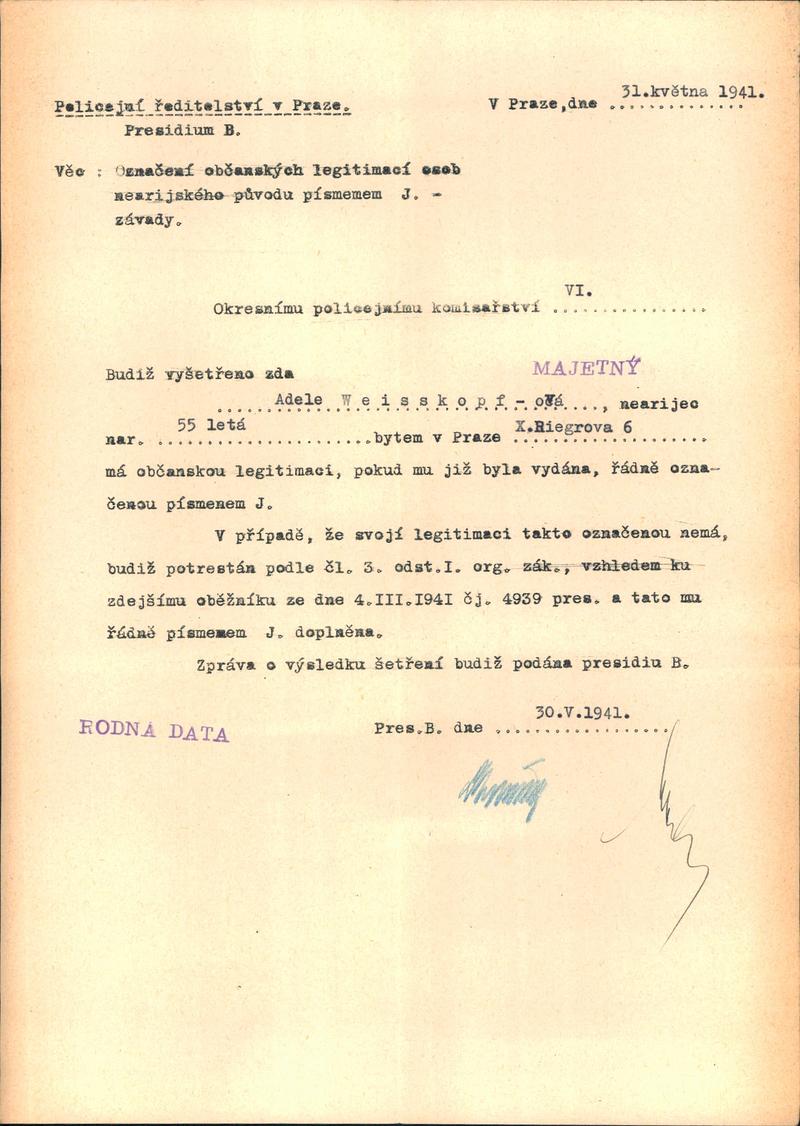 31.května 1941.
Policejní ředitelství v Praze. V Praze,dne ..............
Presidium B.
Věc : Označení občanských legitimací osob
nearijského původu písmemem J. -
závady.
VI.
Okresnímu policejnímu komisařství ................
Budiž vyšetřeno zda MAJETNÝ
Adele W e i s s k o p f - ová , nearijec
55 letá X.Riegrova 6
nar. ......................bytem v Praze ....................
má občanskou legitimaci, pokud mu již byla vydána, řádně ozna-
čenou písmenem J.
V případě, že svojí legitimaci takto označenou nemá,
budiž potrestán podle čl. 3. odst.I. org. zák., vzhledem ku
zdejšímu oběžníku ze dne 4.III.1941 čj. 4939 pres. a tato mu
řádně písmenem J. doplněna.
Zpráva o výsledku šetření budiž podána presidiu B.
30.V.1941.
RODNÁ DATA Pres.B. dne ..................